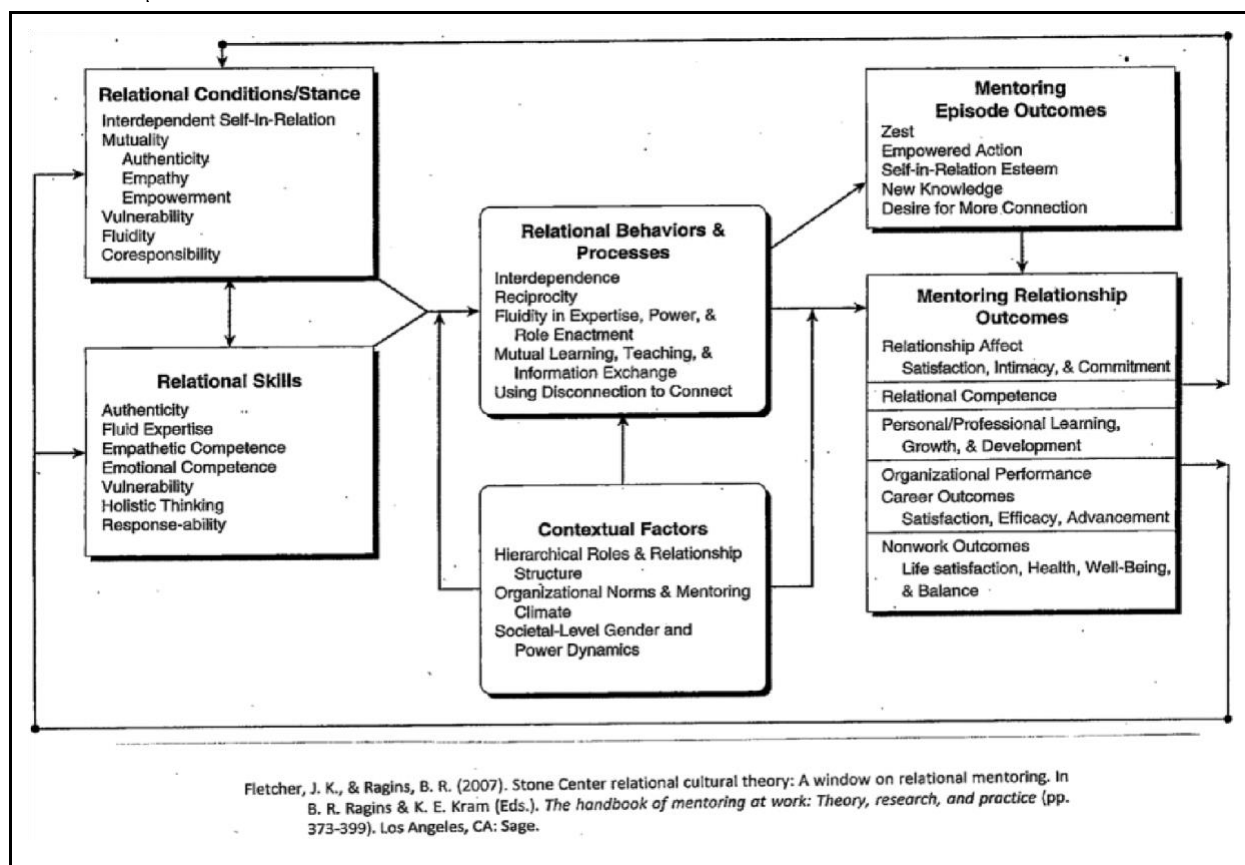 Relational Conditions/Stance
Interdependent Self-In-Relation
Mutuality
Authenticity
Empathy
Empowerment
Vulnerability
Fluidity
Coresponsibility
Relational Skills
Authenticity
Fluid Expertise
Empathetic Competence
Emotional Competence
Vulnerability
Holistic Thinking
Response-ability
Relational Behaviors &
Processes
Interdependence
Reciprocity
Fluidity in Expertise, Power, &
Role Enactment
Mutual Learning, Teaching, &
Information Exchange
Using Disconnection to Connect
Contextual Factors
Hierarchical Roles & Relationship
Structure
Organizational Norms & Mentoring
Climate
Societal-Level Gender and
Power Dynamics
Mentoring
Episode Outcomes
Zest
Empowered Action
Self-in-Relation Esteem
New Knowledge
Desire for More Connection
Mentoring Relationship
Outcomes
Relationship Affect
Satisfaction, Intimacy, & Commitment
Relational Competence
Personal/Professional Learning,
Growth, & Development
Organizational Performance
Career Outcomes
Satisfaction, Efficacy, Advancement
Nonwork Outcomes
Life satisfaction, Health, Well-Being,
& Balance
Fletcher, J. K., & Ragins, B. R. (2007). Stone Center relational cultural theory: A window on relational mentoring. In
B. R. Ragins & K. E. Kram (Eds.). The handbook of mentoring at work: Theory, research, and practice (pp.
373-399). Los Angeles, CA: Sage.